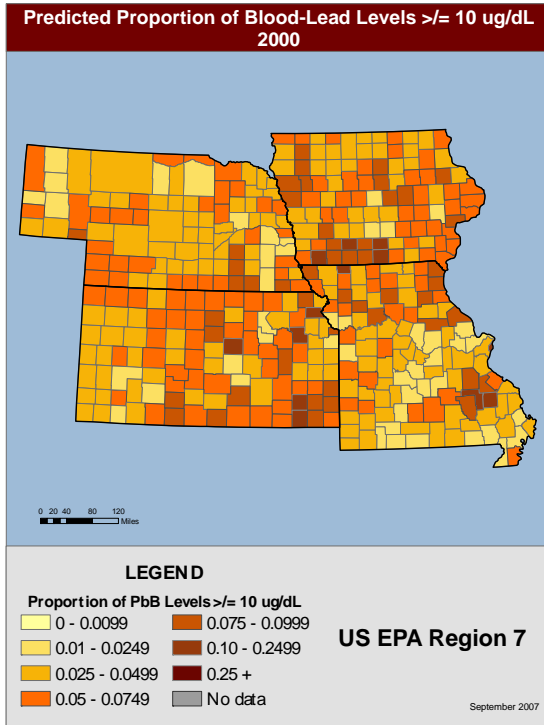 Predicted Proportion of Blood-Lead Levels >/= 10 ug/dL
2000
0 20 40 80 120
Miles
LEGEND
Proportion of PbB Levels >/= 10 ug/dL
0 - 0.0099
0.01 - 0.0249
0.025 - 0.0499
0.05 - 0.0749
0.075 - 0.0999
0.10 - 0.2499
0.25 +
No data
US EPA Region 7
September 2007